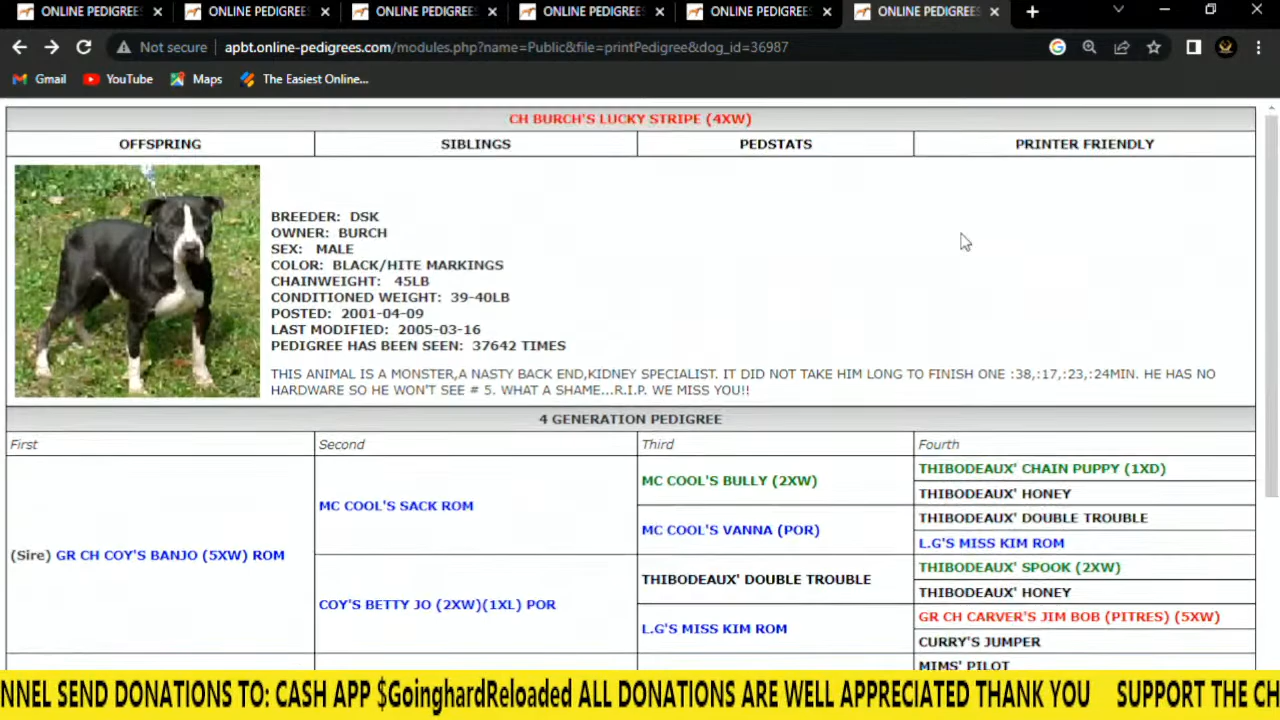 ONLINE PEDIGREES
ONLINE PEDIGREES
ONLINE PEDIGREES
ONLINE PEDIGREES
ONLINE PEDIGREES
ONLINE PEDIGREES
Not secure
apbt.online-pedigrees.com/modules.php?name=Public&file=printPedigree&dog_id=36987
Gmail
YouTube
Maps
The Easiest Online...
CH BURCH'S LUCKY STRIPE (4XW)
OFFSPRING
SIBLINGS
PEDSTATS
PRINTER FRIENDLY
BREEDER: DSK
OWNER: BURCH
SEX: MALE
COLOR: BLACK/HITE MARKINGS
CHAINWEIGHT: 45LB
CONDITIONED WEIGHT: 39-40LB
POSTED: 2001-04-09
LAST MODIFIED: 2005-03-16
PEDIGREE HAS BEEN SEEN: 37642 TIMES
THIS ANIMAL IS A MONSTER,A NASTY BACK END,KIDNEY SPECIALIST. IT DID NOT TAKE HIM LONG TO FINISH ONE :38,:17,:23,:24MIN. HE HAS NO
HARDWARE SO HE WON'T SEE # 5. WHAT A SHAME...R.I.P. WE MISS YOU!!
4 GENERATION PEDIGREE
First
Second
Third
Fourth
(Sire) GR CH COY'S BANJO (5XW) ROM
MC COOL'S SACK ROM
COY'S BETTY JO (2XW)(1XL) POR
MC COOL'S BULLY (2XW)
MC COOL'S VANNA (POR)
THIBODEAUX' DOUBLE TROUBLE
L.G'S MISS KIM ROM
THIBODEAUX' CHAIN PUPPY (1XD)
THIBODEAUX' HONEY
THIBODEAUX' DOUBLE TROUBLE
L.G'S MISS KIM ROM
THIBODEAUX' SPOOK (2XW)
THIBODEAUX' HONEY
GR CH CARVER'S JIM BOB (PITRES) (5XW)
CURRY'S JUMPER
MIMS' PILOT
NNEL SEND DONATIONS TO: CASH APP $GoinghardReloaded ALL DONATIONS ARE WELL APPRECIATED THANK YOU SUPPORT THE CH